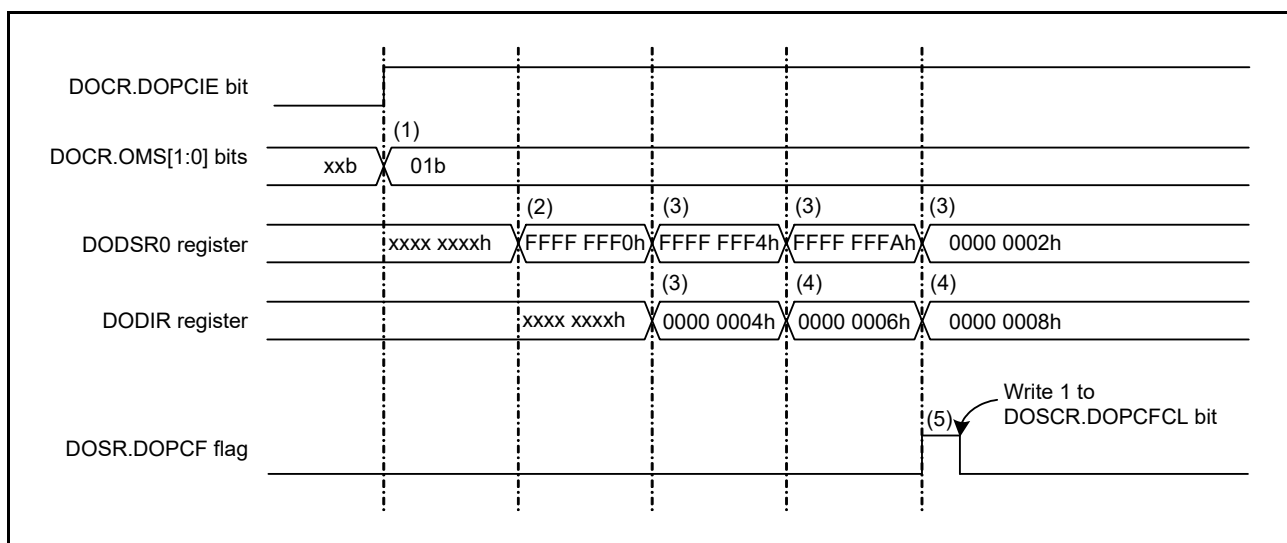 DOCR.DOPCIE bit
(1)
DOCR.OMS[1:0] bits
xxb
01b
(2)
(3)
(3)
(3)
DODSR0 register
xxxx xxxxh
FFFF FFF0h
FFFF FFF4h
FFFF FFFAh
0000 0002h
(3)
(4)
(4)
DODIR register
xxxx xxxxh
0000 0004h
0000 0006h
0000 0008h
Write 1 to
DOSCR.DOPCFCL bit
(5)
DOSR.DOPCF flag